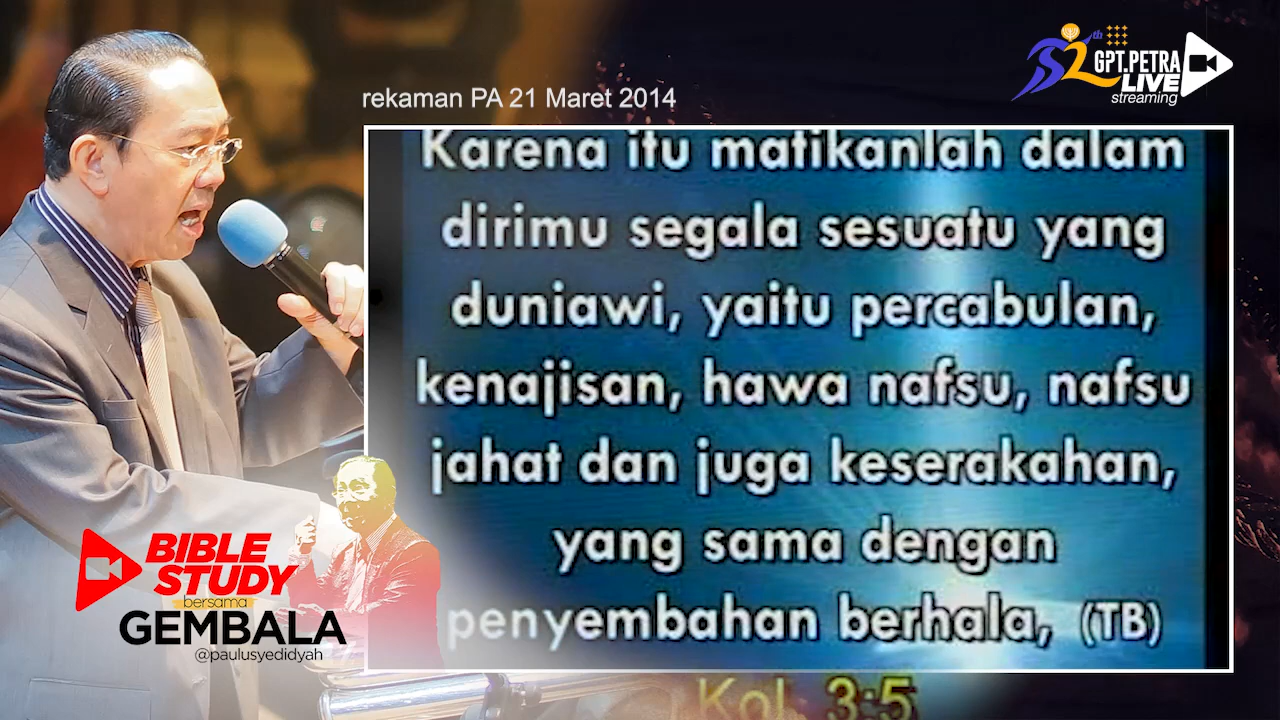 52th
GPT.PETRA
LIVE
streaming
rekaman PA 21 Maret 2014
Karena itu matikanlah dalam
dirimu segala sesuatu yang
duniawi, yaitu percabulan,
kenajisan, hawa nafsu, nafsu
jahat dan juga keserakahan,
yang sama dengan
penyembahan berhala, (TB)
Kol. 3:5
BIBLE
STUDY
bersama
GEMBALA
@paulusyedidyah